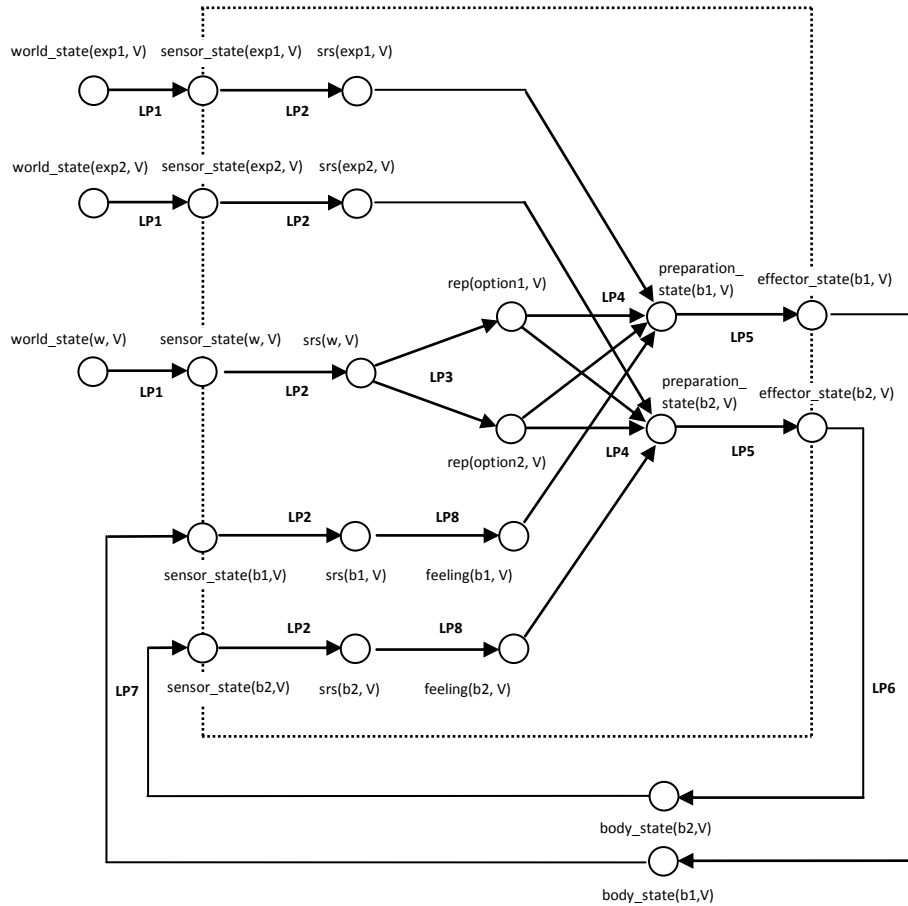 world_state(exp1, V) sensor_state(exp1, V) srs(exp1, V)
LP1 LP2
world_state(exp2, V) sensor_state(exp2, V) srs(exp2, V)
LP1 LP2
preparation_
state(b1, V)
effector_state(b1, V)
rep(option1, V)
LP4
LP5
world_state(w, V) sensor_state(w, V) srs(w, V)
LP1 LP2 LP3
preparation_
state(b2, V)
effector_state(b2, V)
rep(option2, V)
LP4
LP5
LP2 LP8
sensor_state(b1,V) srs(b1, V) feeling(b1, V)
LP2 LP8
sensor_state(b2,V) srs(b2, V) feeling(b2, V)
LP7
LP6
body_state(b2,V)
body_state(b1,V)